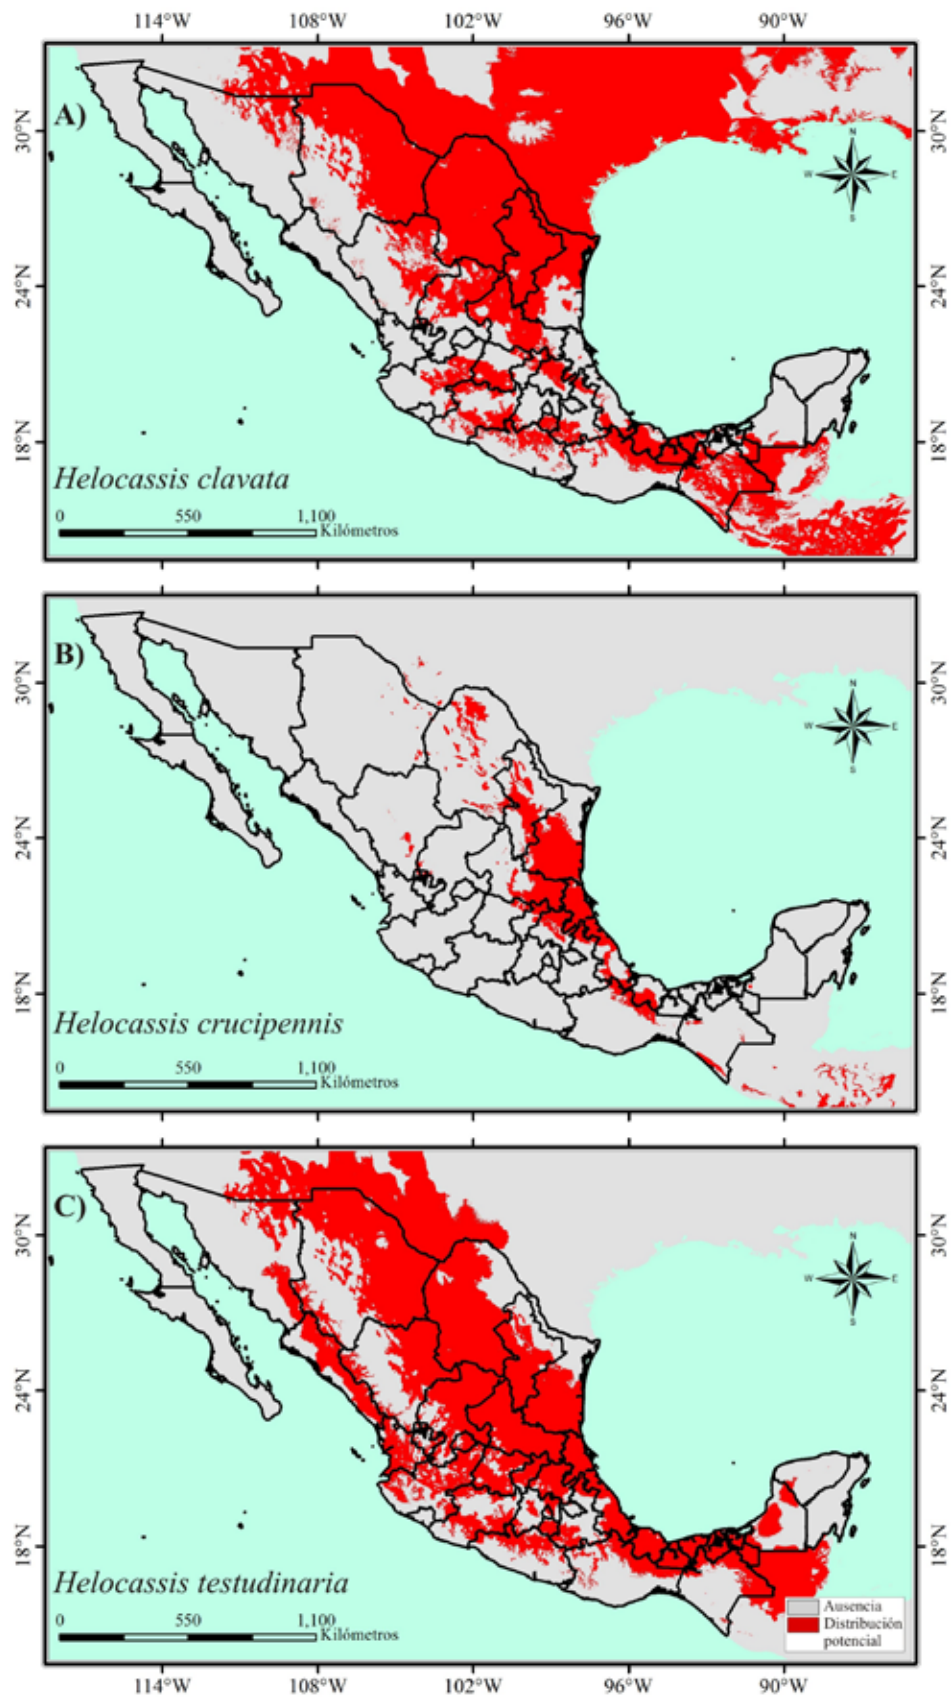 114°W 108°W 102°W 96°W 90°W
A)
30°N 30°N
24°N 24°N
18°N 18°N
N
W E
S
Helocassis clavata
0 550 1,100
Kilómetros
B)
30°N 30°N
24°N 24°N
18°N 18°N
N
W E
S
Helocassis crucipennis
0 550 1,100
Kilómetros
C)
30°N 30°N
24°N 24°N
18°N 18°N
N
W E
S
Helocassis testudinaria
0 550 1,100
Kilómetros
Ausencia
Distribución
potencial
114°W 108°W 102°W 96°W 90°W